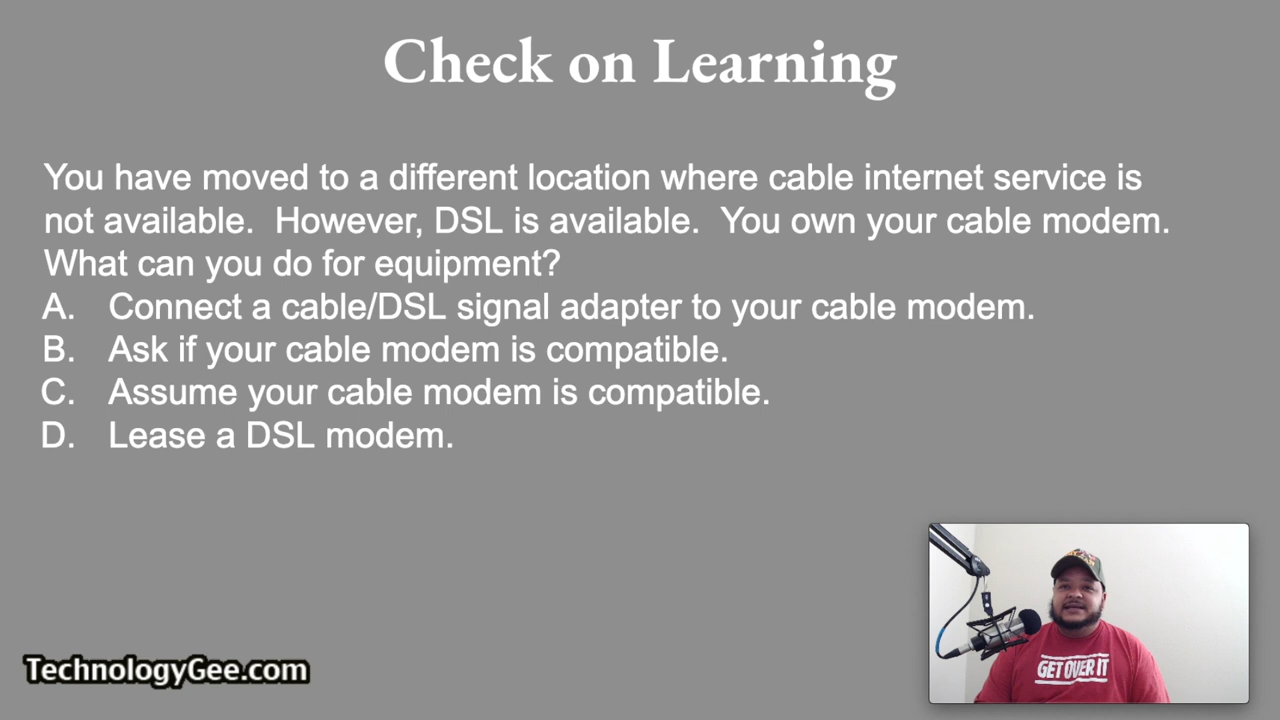 Check on Learning
You have moved to a different location where cable internet service is
not available.  However, DSL is available.  You own your cable modem.
What can you do for equipment?
A. Connect a cable/DSL signal adapter to your cable modem.
B. Ask if your cable modem is compatible.
C. Assume your cable modem is compatible.
D. Lease a DSL modem.
GET OVER IT
TechnologyGee.com